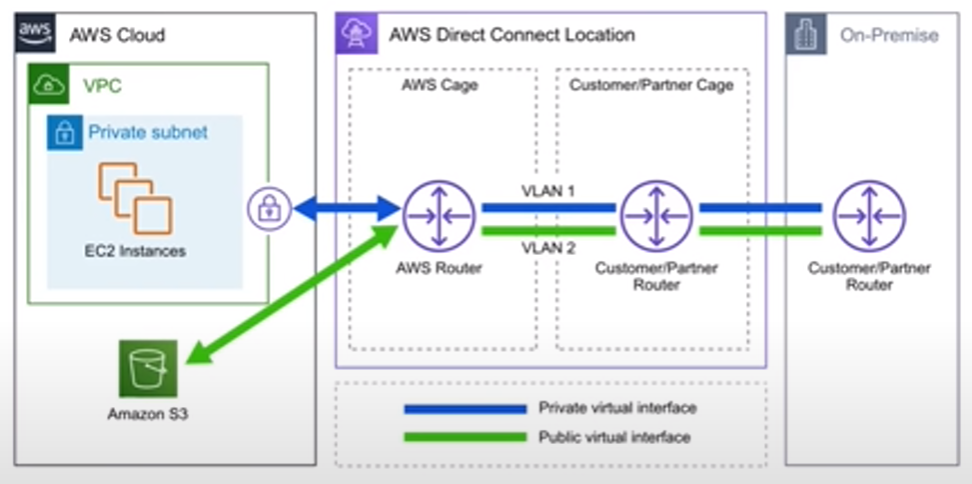 aws
AWS Cloud
AWS Direct Connect Location
On-Premise
VPC
AWS Cage
Customer/Partner Cage
Private subnet
VLAN 1
EC2 Instances
VLAN 2
AWS Router
Customer/Partner
Router
Customer/Partner
Router
Amazon S3
Private virtual interface
Public virtual interface